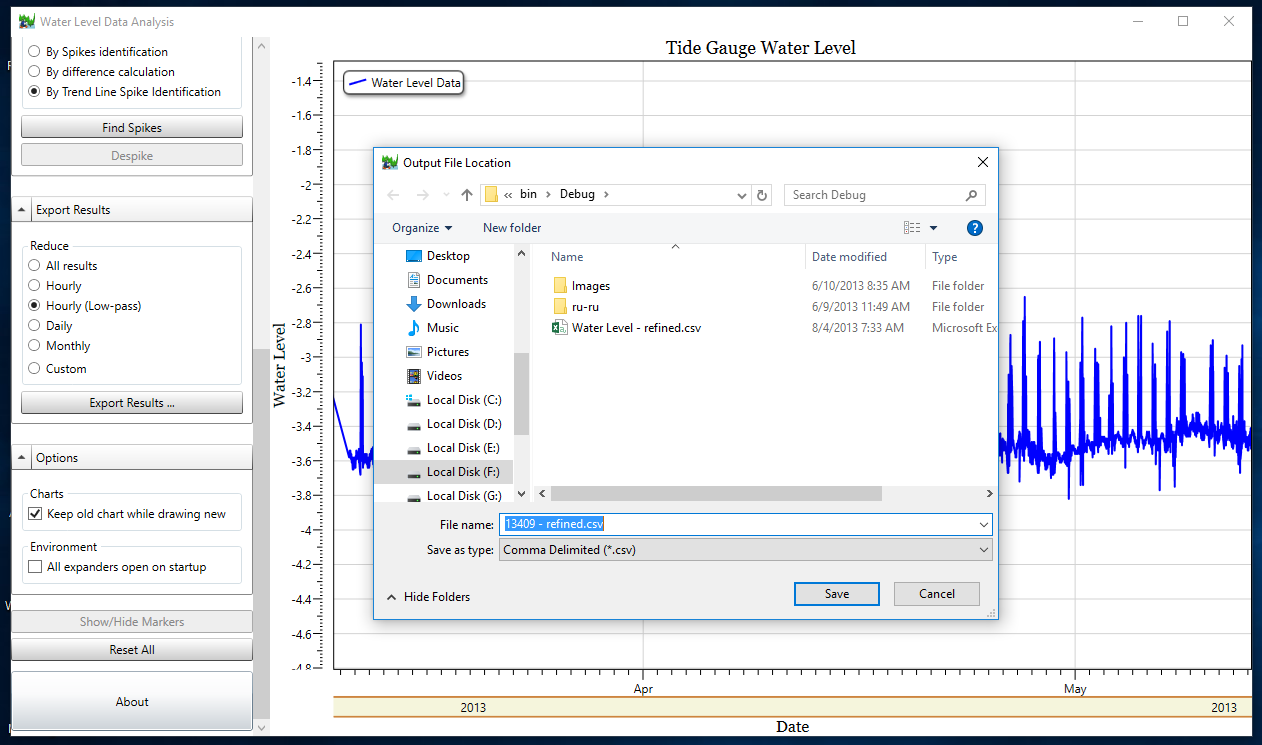 Water Level Data Analysis
By Spikes identification
By difference calculation
By Trend Line Spike Identification
Find Spikes
Despike
Export Results
Reduce
All results
Hourly
Hourly (Low-pass)
Daily
Monthly
Custom
Export Results ...
Options
Charts
Keep old chart while drawing new
Environment
All expanders open on startup
Show/Hide Markers
Reset All
About
Tide Gauge Water Level
Water Level Data
Water Level
-1.4
-1.6
-1.8
-2
-2.2
-2.4
-2.6
-2.8
-3
-3.2
-3.4
-3.6
-3.8
-4
-4.2
-4.4
-4.6
-4.8
Apr
May
2013
2013
Date
Output File Location
« bin › Debug ›
Search Debug
Organize
New folder
?
Desktop
Documents
Downloads
Music
Pictures
Videos
Local Disk (C:)
Local Disk (D:)
Local Disk (E:)
Local Disk (F:)
Local Disk (G:)
Name Date modified Type
Images 6/10/2013 8:35 AM File folder
ru-ru 6/9/2013 11:49 AM File folder
Water Level - refined.csv 8/4/2013 7:33 AM Microsoft Ex
File name: 13409 - refined.csv
Save as type: Comma Delimited (*.csv)
Hide Folders
Save
Cancel